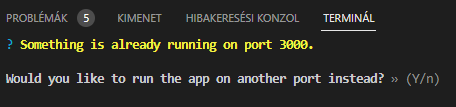 PROBLÉMÁK 5 KIMENET HIBAKERESÉSI KONZOL TERMINÁL
? Something is already running on port 3000.
Would you like to run the app on another port instead? » (Y/n)